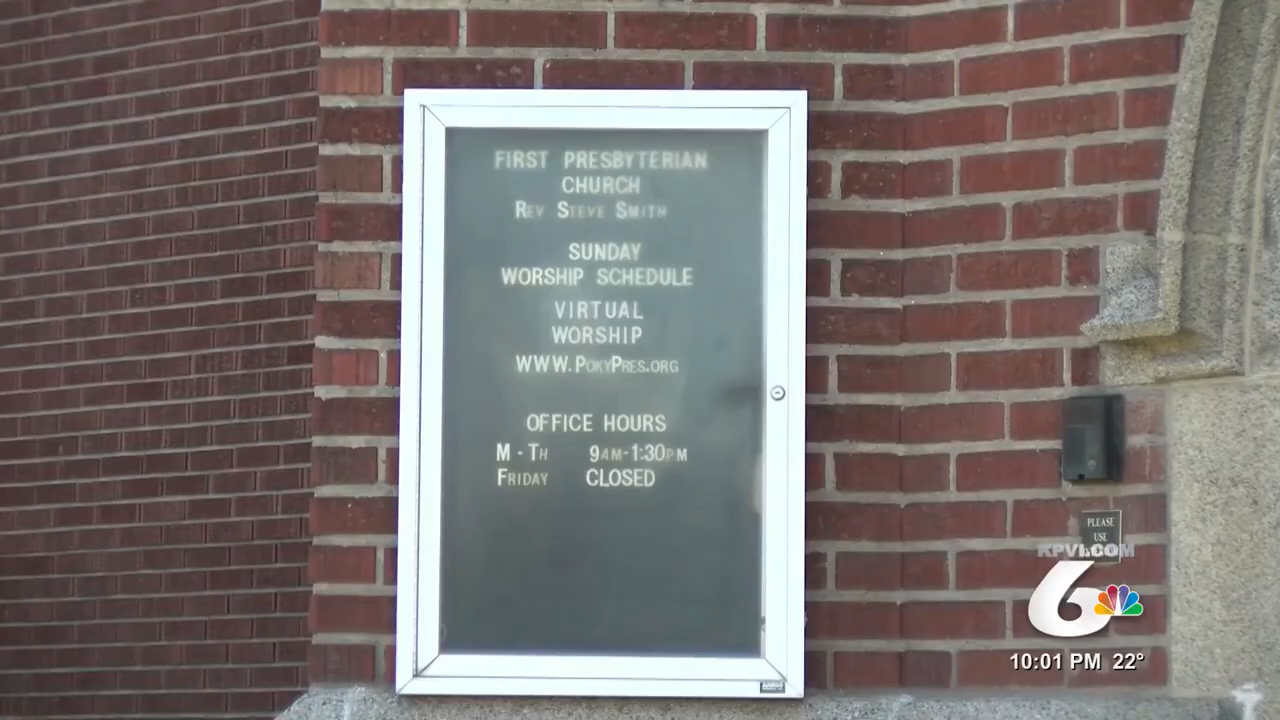 FIRST PRESBYTERIAN
CHURCH
REV STEVE SMITH
SUNDAY
WORSHIP SCHEDULE
VIRTUAL
WORSHIP
WWW.POKYPRES.ORG
OFFICE HOURS
M - TH 9AM-1:30PM
FRIDAY CLOSED
PLEASE
USE
KPVI.COM
6
10:01 PM 22°